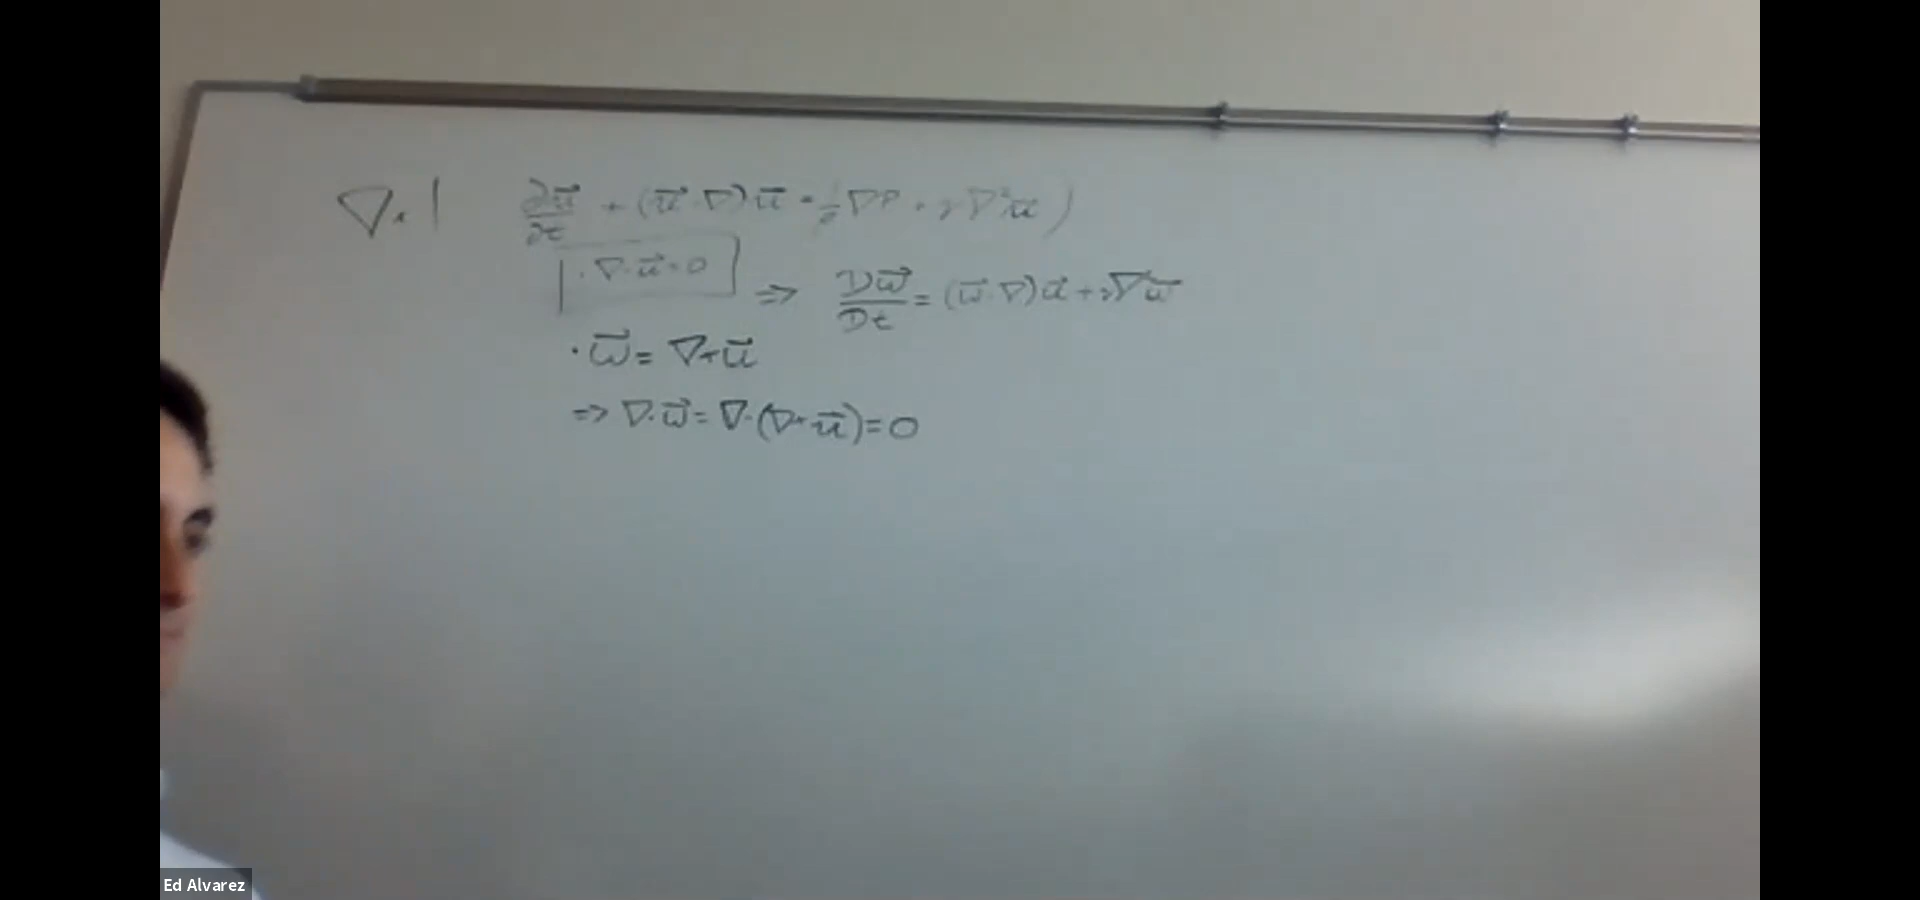 ∇× | ∂u⃗/∂t + (u⃗·∇)u⃗ = -1/ρ ∇P + ν∇²u⃗ )
· ∇·u⃗ = 0
⇒ Dω⃗/Dt = (ω⃗·∇)u⃗ + ν∇²ω⃗
· ω⃗ = ∇×u⃗
⇒ ∇·ω⃗ = ∇·(∇×u⃗) = 0
Ed Alvarez